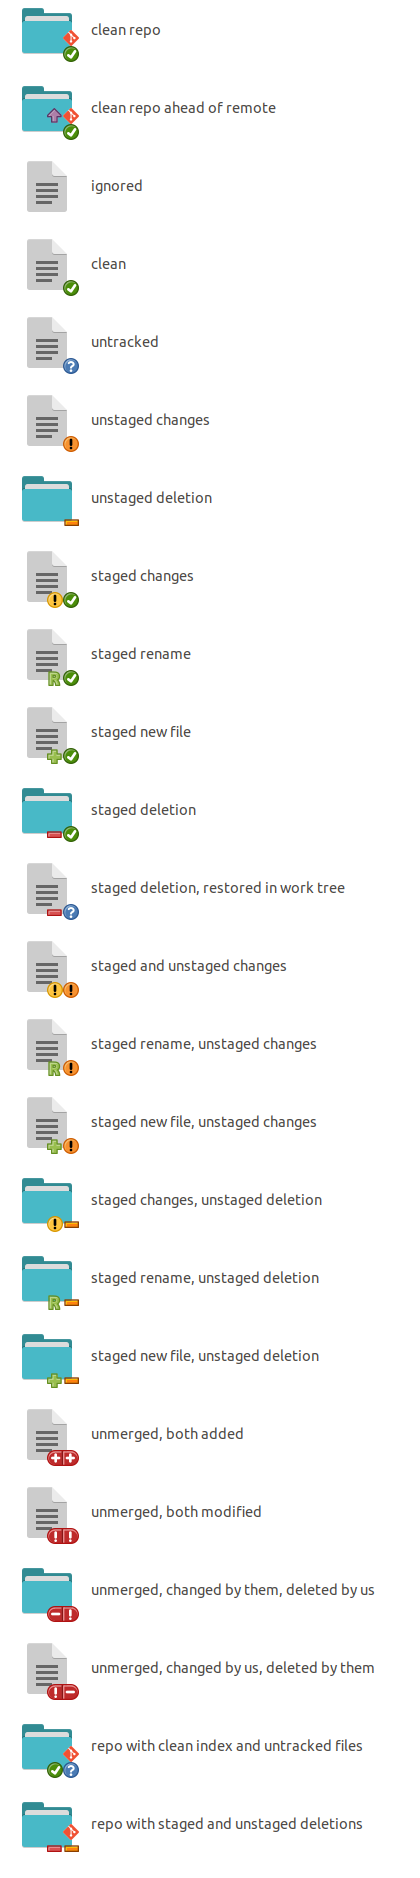 clean repo
clean repo ahead of remote
ignored
clean
untracked
unstaged changes
unstaged deletion
staged changes
staged rename
staged new file
staged deletion
staged deletion, restored in work tree
staged and unstaged changes
staged rename, unstaged changes
staged new file, unstaged changes
staged changes, unstaged deletion
staged rename, unstaged deletion
staged new file, unstaged deletion
unmerged, both added
unmerged, both modified
unmerged, changed by them, deleted by us
unmerged, changed by us, deleted by them
repo with clean index and untracked files
repo with staged and unstaged deletions